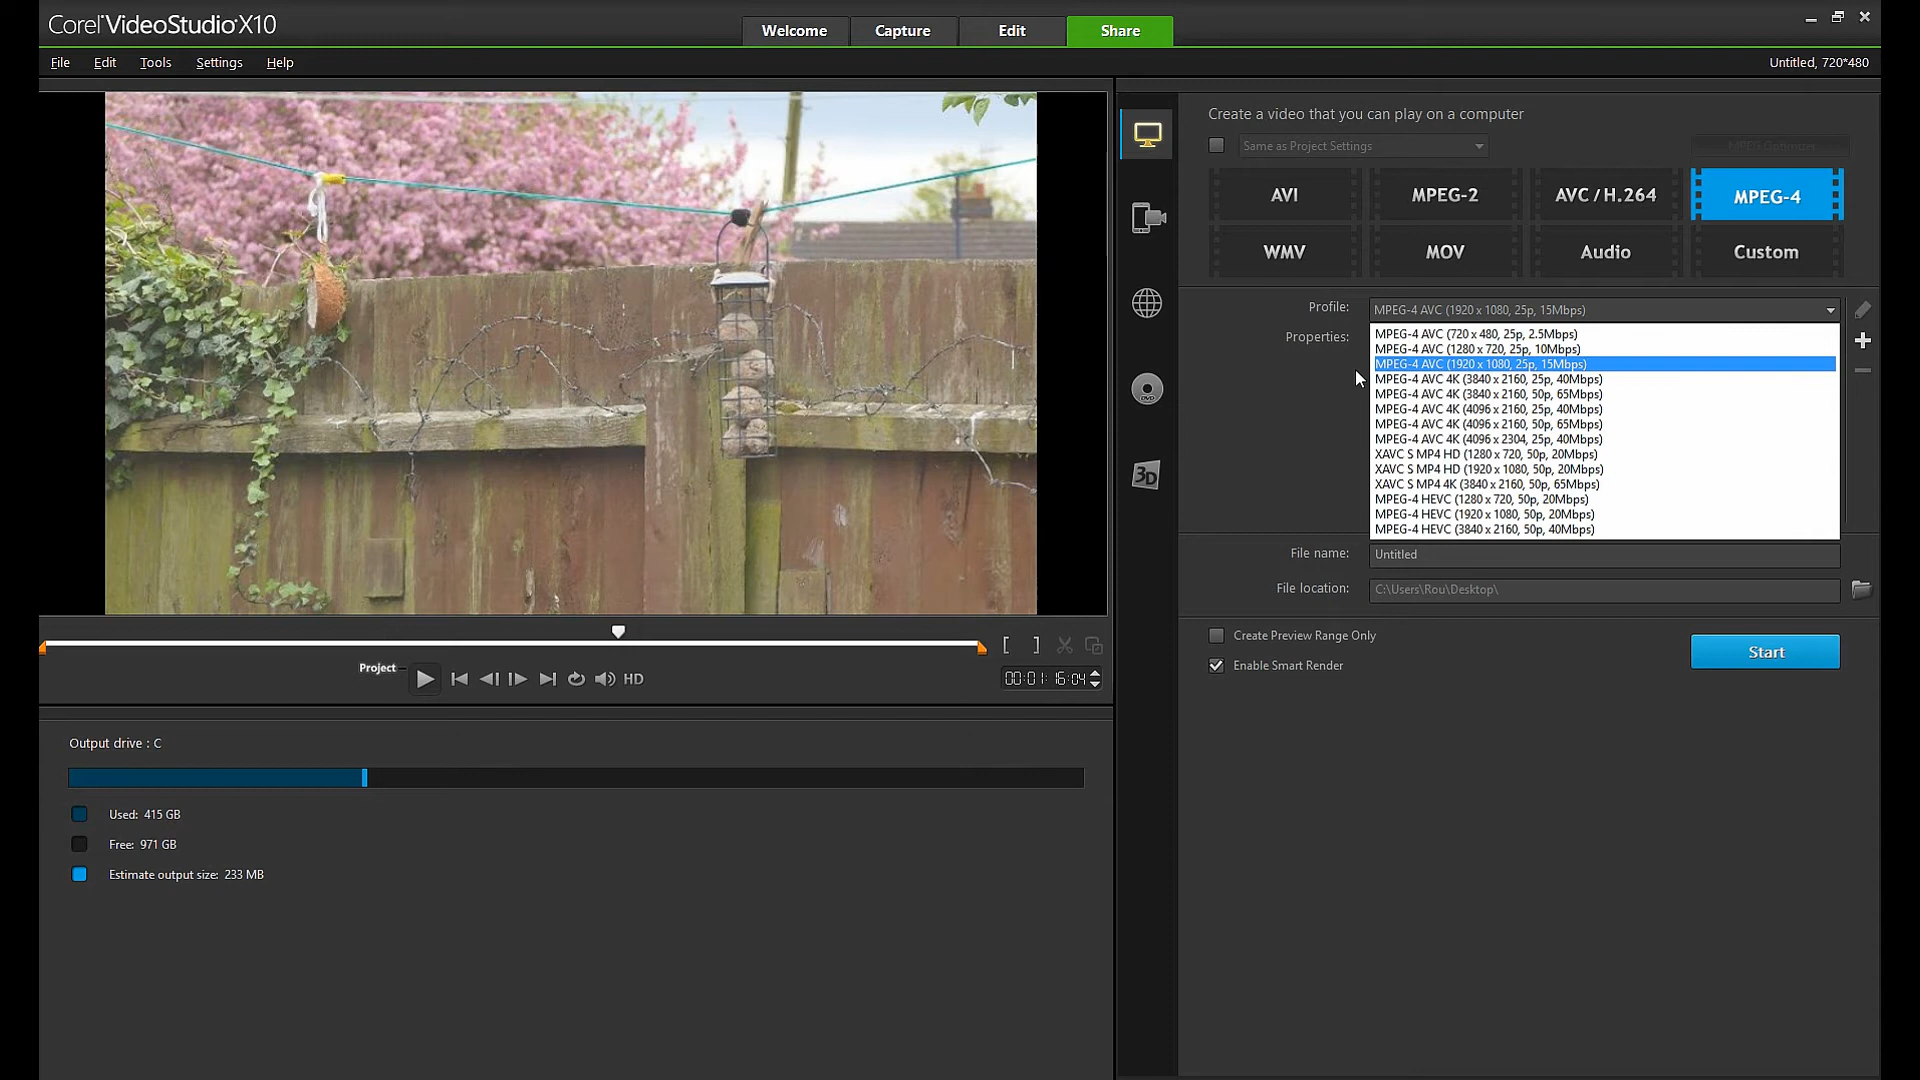 Corel VideoStudio X10
Welcome
Capture
Edit
Share
File
Edit
Tools
Settings
Help
Untitled, 720*480
Create a video that you can play on a computer
Same as Project Settings
MPEG Optimizer
AVI
MPEG-2
AVC / H.264
MPEG-4
WMV
MOV
Audio
Custom
Profile:
MPEG-4 AVC (1920 x 1080, 25p, 15Mbps)
Properties:
MPEG-4 AVC (720 x 480, 25p, 2.5Mbps)
MPEG-4 AVC (1280 x 720, 25p, 10Mbps)
MPEG-4 AVC (1920 x 1080, 25p, 15Mbps)
MPEG-4 AVC 4K (3840 x 2160, 25p, 40Mbps)
MPEG-4 AVC 4K (3840 x 2160, 50p, 65Mbps)
MPEG-4 AVC 4K (4096 x 2160, 25p, 40Mbps)
MPEG-4 AVC 4K (4096 x 2160, 50p, 65Mbps)
MPEG-4 AVC 4K (4096 x 2304, 25p, 40Mbps)
XAVC S MP4 HD (1280 x 720, 50p, 20Mbps)
XAVC S MP4 HD (1920 x 1080, 50p, 20Mbps)
XAVC S MP4 4K (3840 x 2160, 50p, 65Mbps)
MPEG-4 HEVC (1280 x 720, 50p, 20Mbps)
MPEG-4 HEVC (1920 x 1080, 50p, 20Mbps)
MPEG-4 HEVC (3840 x 2160, 50p, 40Mbps)
DVD
3D
File name:
Untitled
File location:
C:\Users\Rou\Desktop\
Create Preview Range Only
Enable Smart Render
Start
Project
HD
00:01:16:04
Output drive : C
Used: 415 GB
Free: 971 GB
Estimate output size: 233 MB